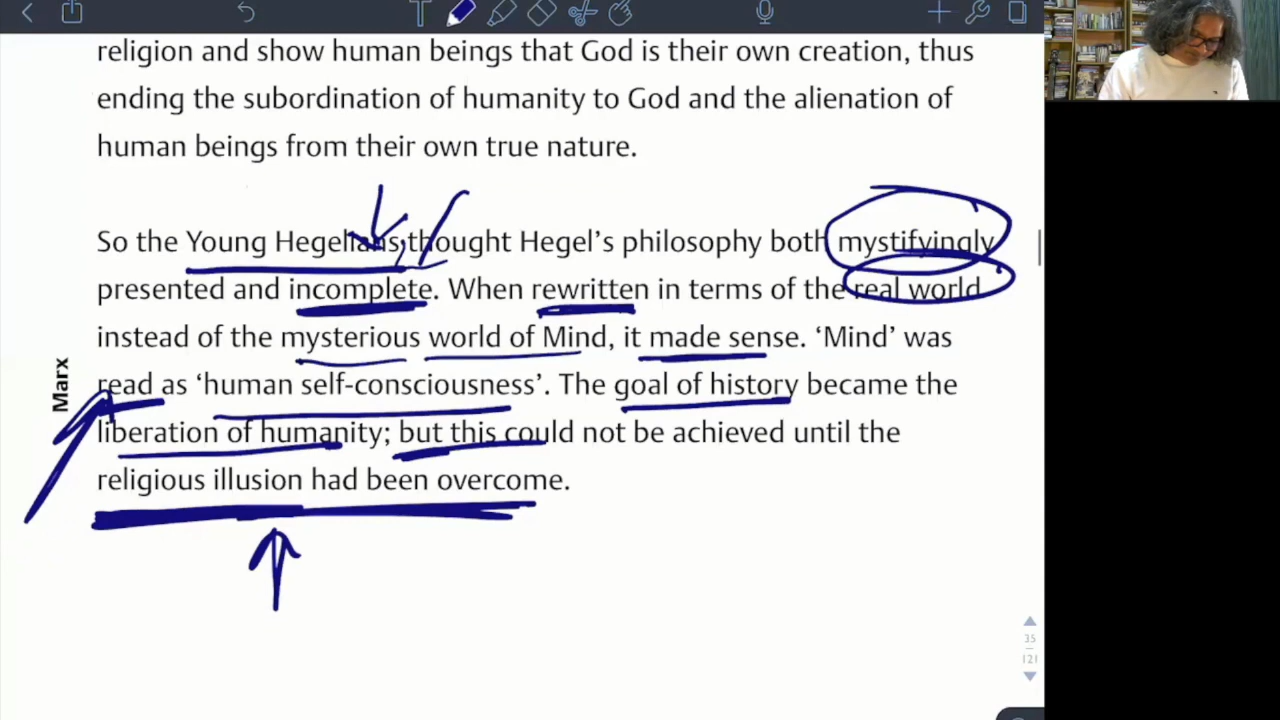 religion and show human beings that God is their own creation, thus
ending the subordination of humanity to God and the alienation of
human beings from their own true nature.
So the Young Hegelians, thought Hegel's philosophy both mystifyingly
presented and incomplete. When rewritten in terms of the real world
instead of the mysterious world of Mind, it made sense. ‘Mind’ was
read as ‘human self-consciousness’. The goal of history became the
liberation of humanity; but this could not be achieved until the
religious illusion had been overcome.
Marx
35
121